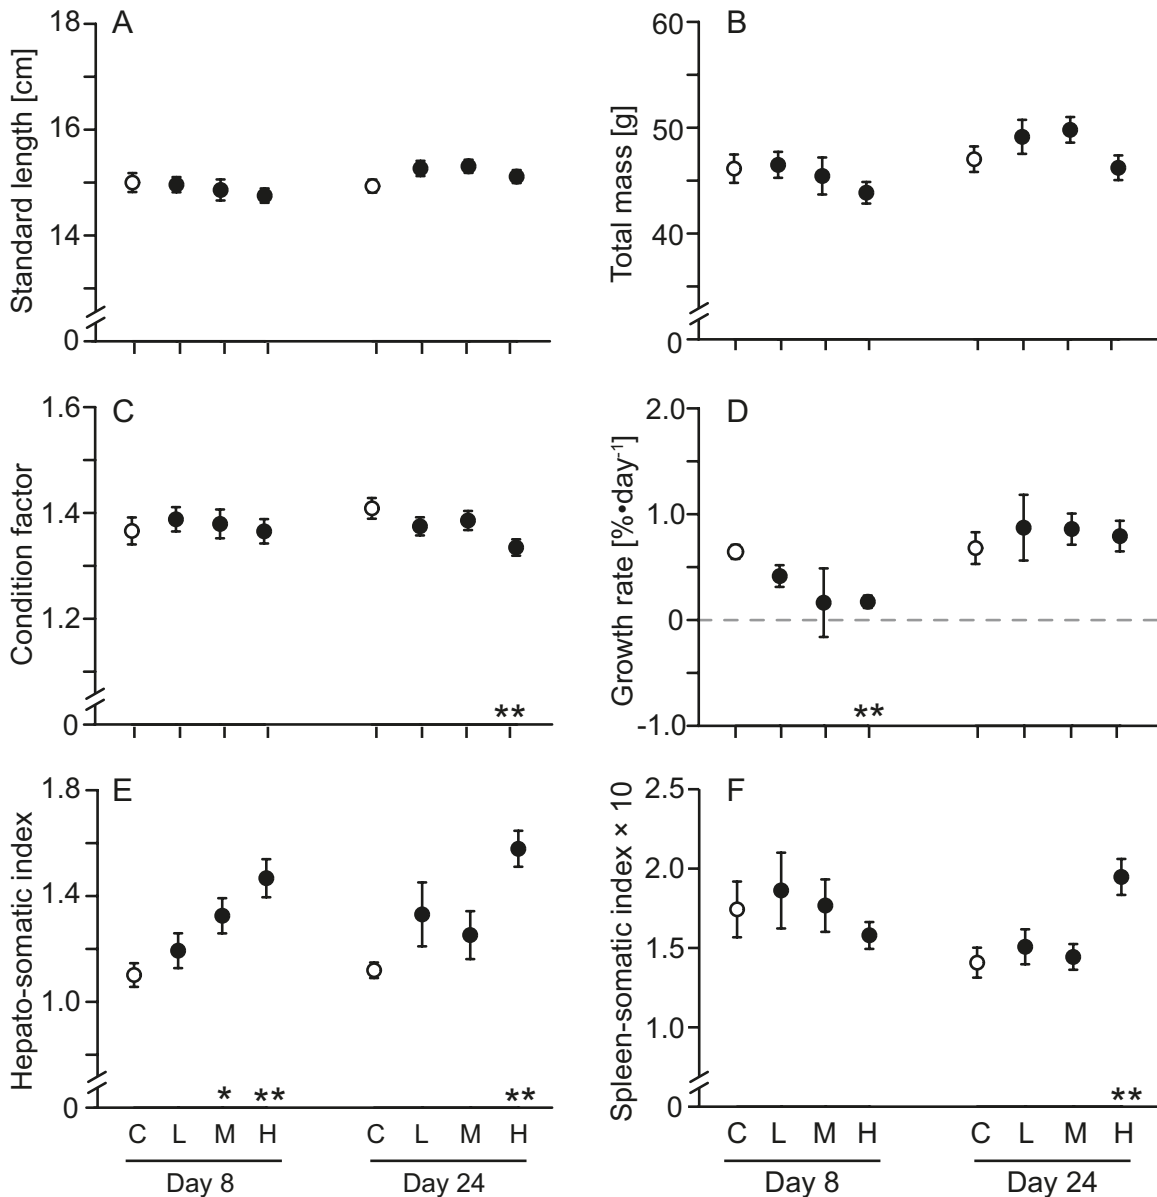 A
Standard length [cm]
18
16
14
0
B
Total mass [g]
60
50
40
0
C
Condition factor
1.6
1.4
1.2
0
**
D
Growth rate [%•day⁻¹]
2.0
1.0
0
-1.0
**
E
Hepato-somatic index
1.8
1.4
1.0
0
* ** **
C L M H C L M H
Day 8 Day 24
F
Spleen-somatic index × 10
2.5
2.0
1.5
1.0
0
**
C L M H C L M H
Day 8 Day 24